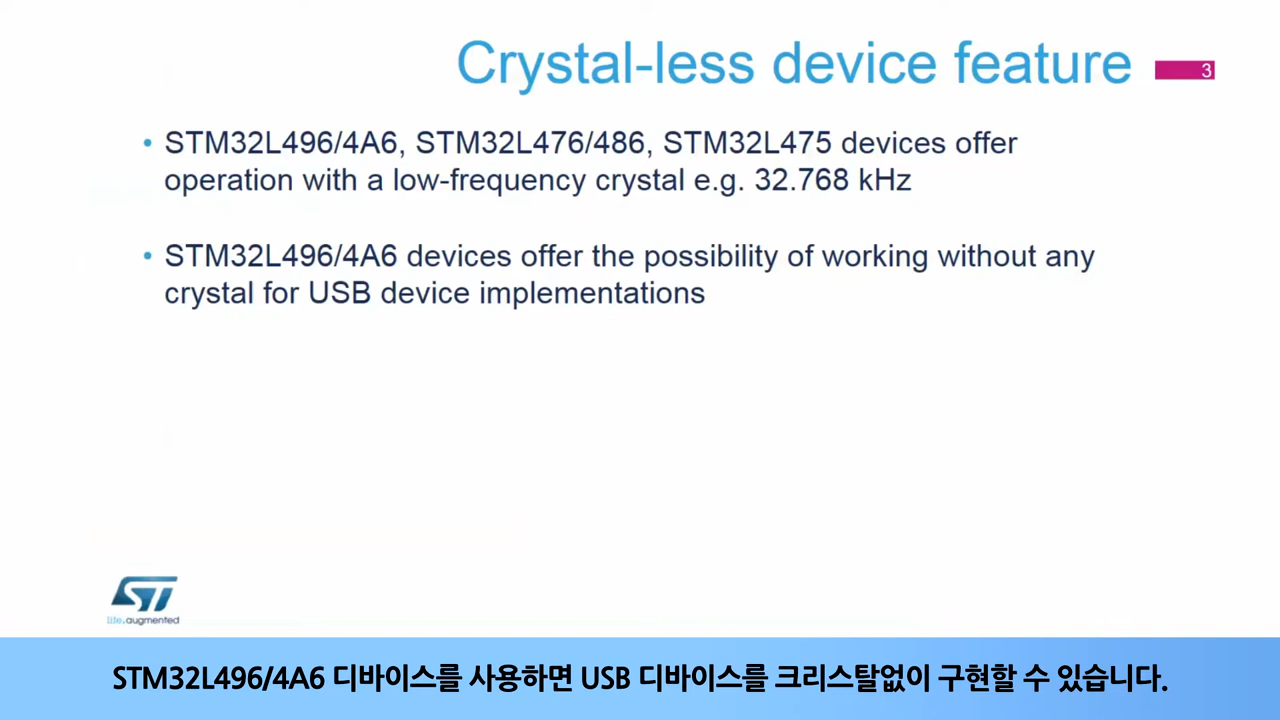 Crystal-less device feature
3
• STM32L496/4A6, STM32L476/486, STM32L475 devices offer
operation with a low-frequency crystal e.g. 32.768 kHz
• STM32L496/4A6 devices offer the possibility of working without any
crystal for USB device implementations
ST
life.augmented
STM32L496/4A6 디바이스를 사용하면 USB 디바이스를 크리스탈없이 구현할 수 있습니다.